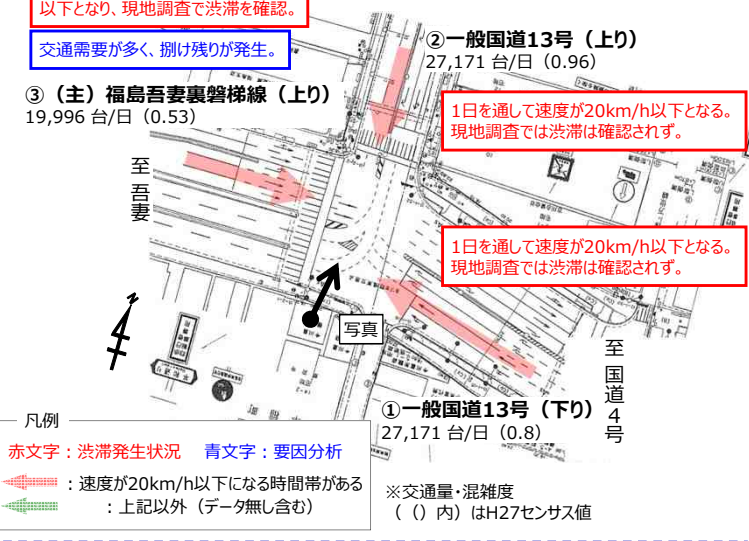 以下となり、現地調査で渋滞を確認。
交通需要が多く、捌け残りが発生。
②一般国道13号（上り）
27,171 台/日（0.96）
③（主）福島吾妻裏磐梯線（上り）
19,996 台/日（0.53）
1日を通して速度が20km/h以下となる。
現地調査では渋滞は確認されず。
至 吾妻
1日を通して速度が20km/h以下となる。
現地調査では渋滞は確認されず。
写真
至 国道4号
①一般国道13号（下り）
27,171 台/日（0.8）
凡例
赤文字：渋滞発生状況 青文字：要因分析
：速度が20km/h以下になる時間帯がある
：上記以外（データ無し含む）
※交通量・混雑度
（（）内）はH27センサス値